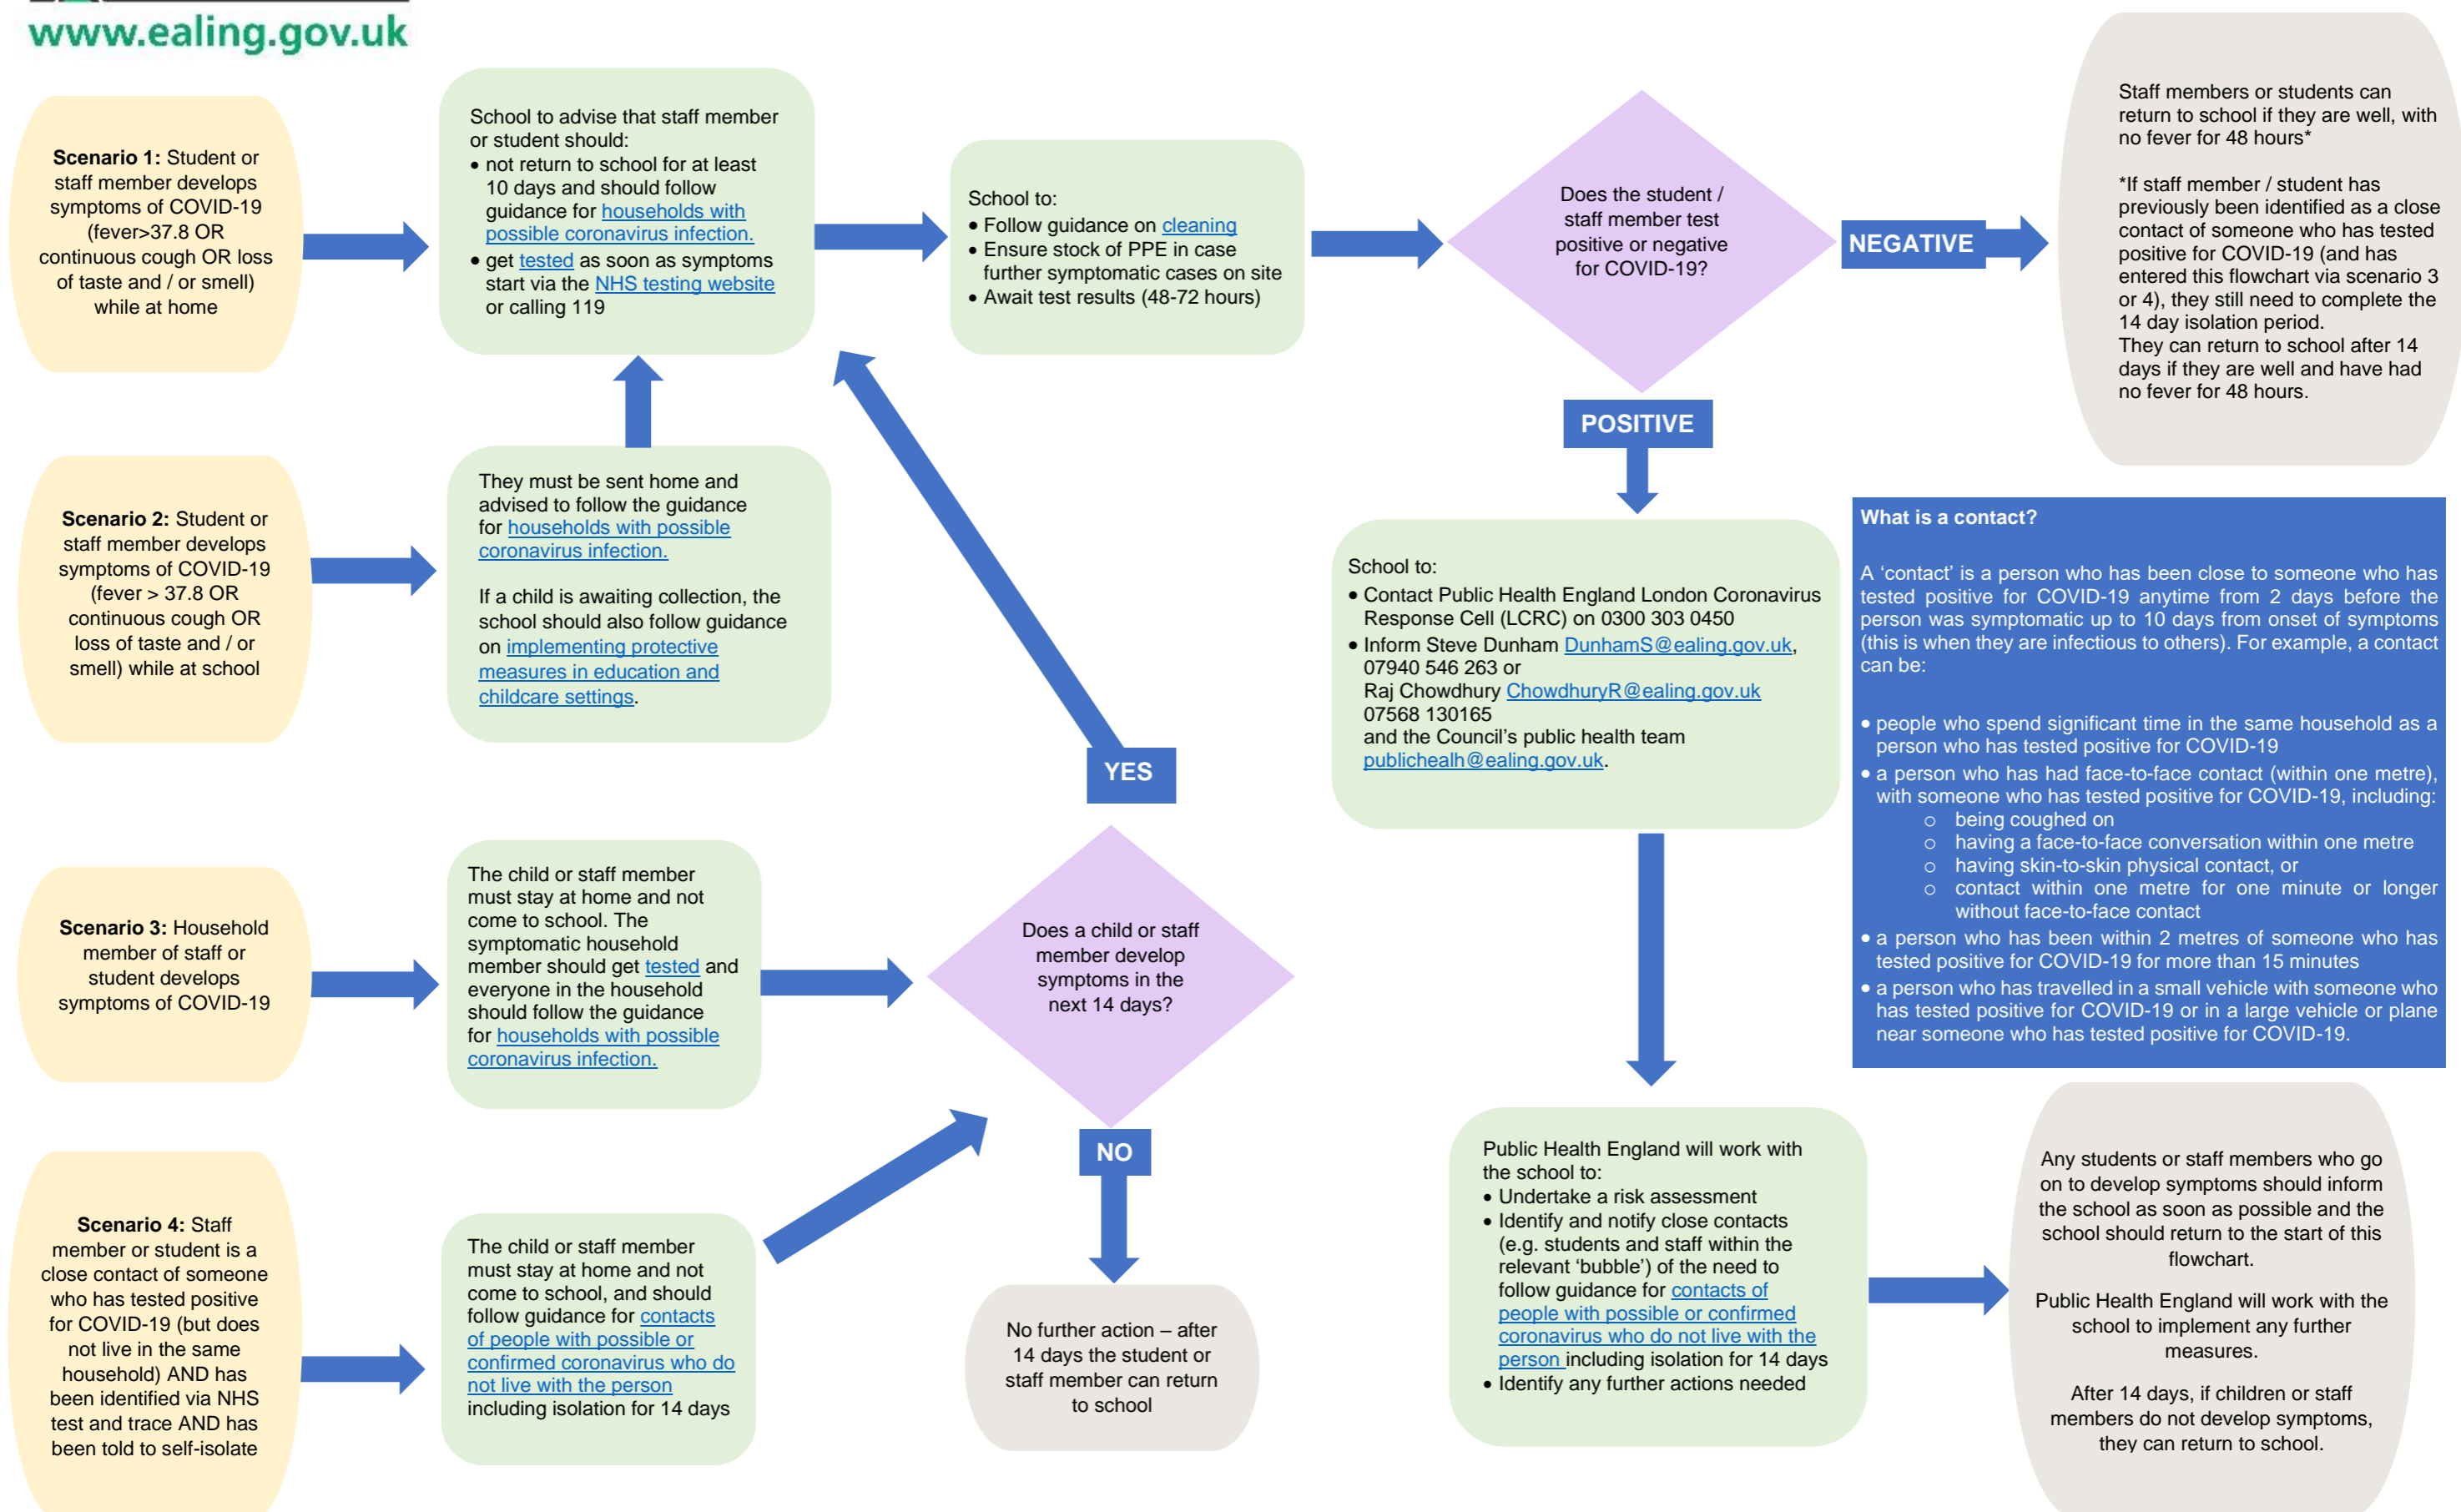 www.ealing.gov.uk
Scenario 1: Student or
staff member develops
symptoms of COVID-19
(fever>37.8 OR
continuous cough OR loss
of taste and / or smell)
while at home
School to advise that staff member
or student should:
• not return to school for at least
10 days and should follow
guidance for households with
possible coronavirus infection.
• get tested as soon as symptoms
start via the NHS testing website
or calling 119
School to:
• Follow guidance on cleaning
• Ensure stock of PPE in case
further symptomatic cases on site
• Await test results (48-72 hours)
Does the student /
staff member test
positive or negative
for COVID-19?
NEGATIVE
Staff members or students can
return to school if they are well, with
no fever for 48 hours*
*If staff member / student has
previously been identified as a close
contact of someone who has tested
positive for COVID-19 (and has
entered this flowchart via scenario 3
or 4), they still need to complete the
14 day isolation period.
They can return to school after 14
days if they are well and have had
no fever for 48 hours.
POSITIVE
Scenario 2: Student or
staff member develops
symptoms of COVID-19
(fever > 37.8 OR
continuous cough OR
loss of taste and / or
smell) while at school
They must be sent home and
advised to follow the guidance
for households with possible
coronavirus infection.
If a child is awaiting collection, the
school should also follow guidance
on implementing protective
measures in education and
childcare settings.
YES
School to:
• Contact Public Health England London Coronavirus
Response Cell (LCRC) on 0300 303 0450
• Inform Steve Dunham DunhamS@ealing.gov.uk,
07940 546 263 or
Raj Chowdhury ChowdhuryR@ealing.gov.uk
07568 130165
and the Council's public health team
publichealh@ealing.gov.uk.
What is a contact?
A ‘contact’ is a person who has been close to someone who has
tested positive for COVID-19 anytime from 2 days before the
person was symptomatic up to 10 days from onset of symptoms
(this is when they are infectious to others). For example, a contact
can be:
• people who spend significant time in the same household as a
person who has tested positive for COVID-19
• a person who has had face-to-face contact (within one metre),
with someone who has tested positive for COVID-19, including:
o being coughed on
o having a face-to-face conversation within one metre
o having skin-to-skin physical contact, or
o contact within one metre for one minute or longer
without face-to-face contact
• a person who has been within 2 metres of someone who has
tested positive for COVID-19 for more than 15 minutes
• a person who has travelled in a small vehicle with someone who
has tested positive for COVID-19 or in a large vehicle or plane
near someone who has tested positive for COVID-19.
Scenario 3: Household
member of staff or
student develops
symptoms of COVID-19
The child or staff member
must stay at home and not
come to school. The
symptomatic household
member should get tested and
everyone in the household
should follow the guidance
for households with possible
coronavirus infection.
Does a child or staff
member develop
symptoms in the
next 14 days?
NO
Scenario 4: Staff
member or student is a
close contact of someone
who has tested positive
for COVID-19 (but does
not live in the same
household) AND has
been identified via NHS
test and trace AND has
been told to self-isolate
The child or staff member
must stay at home and not
come to school, and should
follow guidance for contacts
of people with possible or
confirmed coronavirus who do
not live with the person
including isolation for 14 days
No further action – after
14 days the student or
staff member can return
to school
Public Health England will work with
the school to:
• Undertake a risk assessment
• Identify and notify close contacts
(e.g. students and staff within the
relevant ‘bubble’) of the need to
follow guidance for contacts of
people with possible or confirmed
coronavirus who do not live with the
person including isolation for 14 days
• Identify any further actions needed
Any students or staff members who go
on to develop symptoms should inform
the school as soon as possible and the
school should return to the start of this
flowchart.
Public Health England will work with the
school to implement any further
measures.
After 14 days, if children or staff
members do not develop symptoms,
they can return to school.